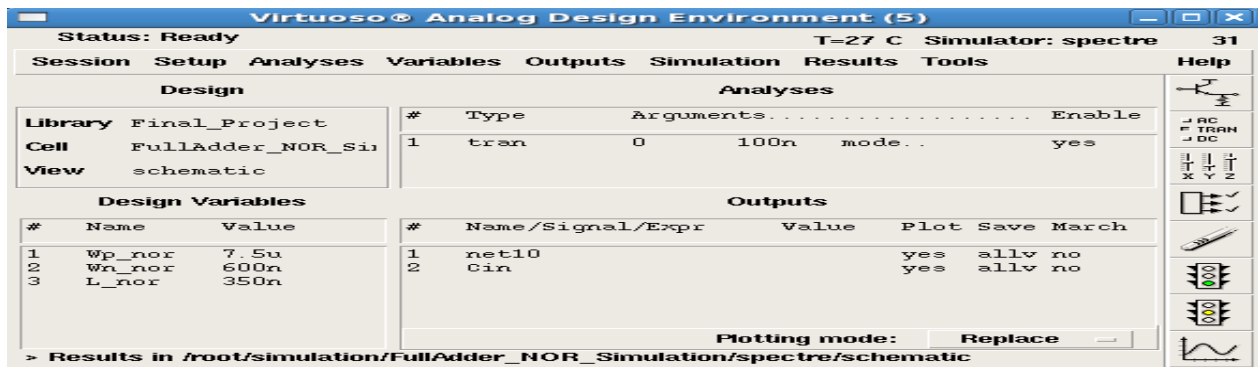 Virtuoso® Analog Design Environment (5)
Status: Ready T=27 C Simulator: spectre 31
Session Setup Analyses Variables Outputs Simulation Results Tools Help
Design Analyses
Library Final_Project
# Type Arguments................... Enable
Cell FullAdder_NOR_Si
1 tran 0 100n mode.. yes
View schematic
AC
TRAN
DC
X Y Z
Design Variables Outputs
# Name Value # Name/Signal/Expr Value Plot Save March
1 Wp_nor 7.5u 1 net10 yes allv no
2 Wn_nor 600n 2 Cin yes allv no
3 L_nor 350n
Plotting mode: Replace
> Results in /root/simulation/FullAdder_NOR_Simulation/spectre/schematic